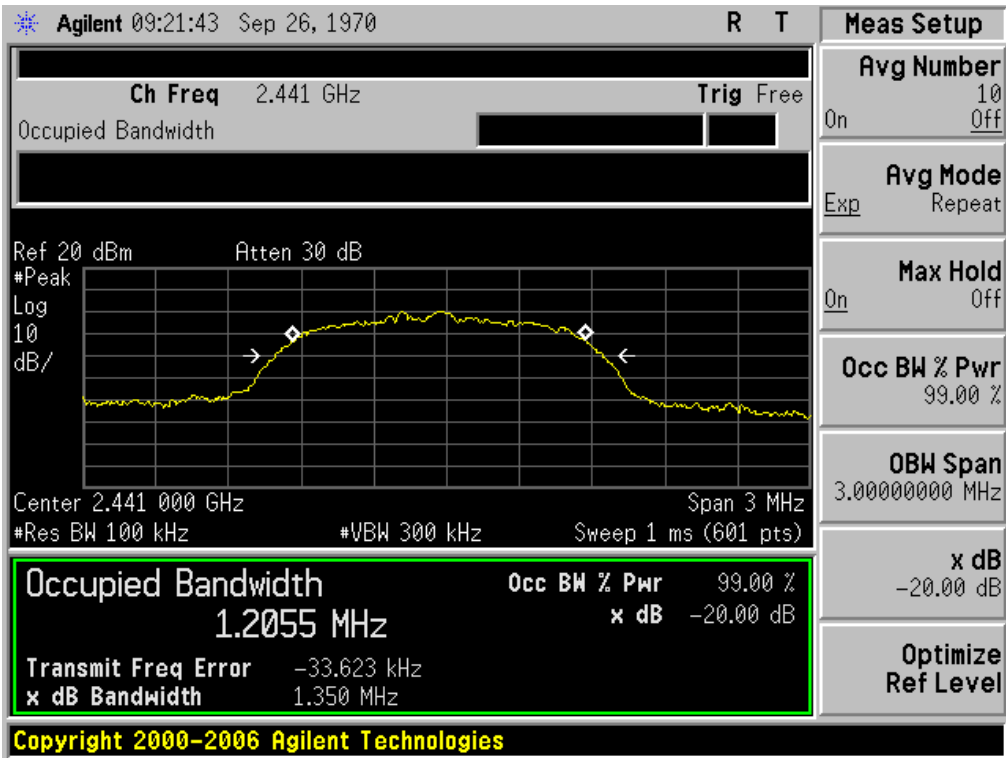 Agilent 09:21:43 Sep 26, 1970 R T
Ch Freq 2.441 GHz Trig Free
Occupied Bandwidth
Ref 20 dBm Atten 30 dB
#Peak
Log
10
dB/
Center 2.441 000 GHz Span 3 MHz
#Res BW 100 kHz #VBW 300 kHz Sweep 1 ms (601 pts)
Occupied Bandwidth Occ BW % Pwr 99.00 %
1.2055 MHz x dB -20.00 dB
Transmit Freq Error -33.623 kHz
x dB Bandwidth 1.350 MHz
Copyright 2000-2006 Agilent Technologies
Meas Setup
Avg Number
10
On Off
Avg Mode
Exp Repeat
Max Hold
On Off
Occ BW % Pwr
99.00 %
OBW Span
3.00000000 MHz
x dB
-20.00 dB
Optimize
Ref Level